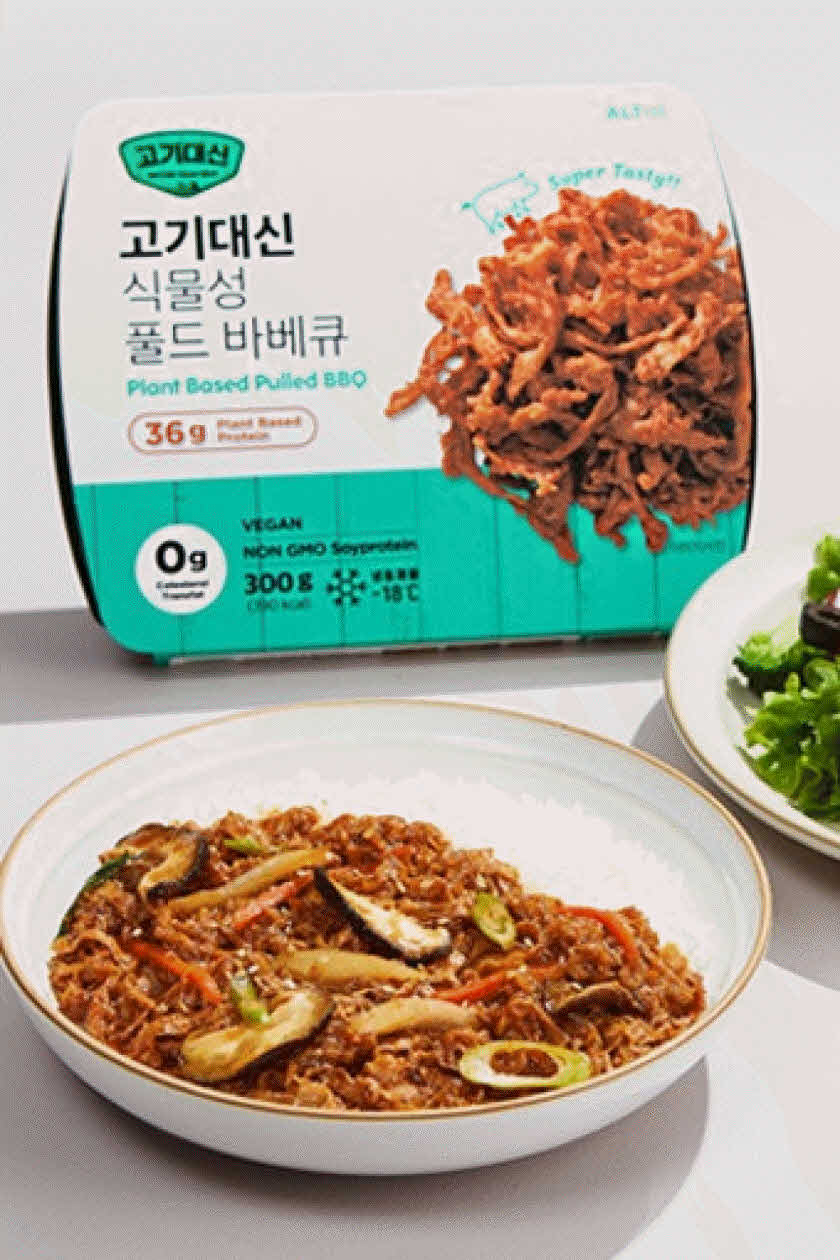 고기대신
고기대신
식물성
풀드 바베큐
Plant Based Pulled BBQ
36g Plant Based
Protein
Super Tasty!!
0g
VEGAN
NON GMO Soyprotein
300g
-18℃